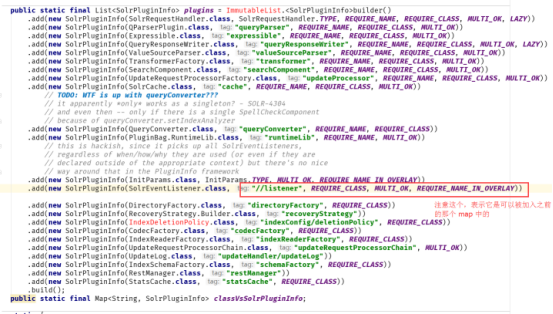 public static final List<SolrPluginInfo> plugins = ImmutableList.<SolrPluginInfo>builder()
.add(new SolrPluginInfo(SolrRequestHandler.class, SolrRequestHandler.TYPE, REQUIRE_NAME, REQUIRE_CLASS, MULTI_OK, LAZY))
.add(new SolrPluginInfo(QParserPlugin.class, tag: "queryParser", REQUIRE_NAME, REQUIRE_CLASS, MULTI_OK))
.add(new SolrPluginInfo(Expressible.class, tag: "expressible", REQUIRE_NAME, REQUIRE_CLASS, MULTI_OK))
.add(new SolrPluginInfo(QueryResponseWriter.class, tag: "queryResponseWriter", REQUIRE_NAME, REQUIRE_CLASS, MULTI_OK, LAZY))
.add(new SolrPluginInfo(ValueSourceParser.class, tag: "valueSourceParser", REQUIRE_NAME, REQUIRE_CLASS, MULTI_OK))
.add(new SolrPluginInfo(TransformerFactory.class, tag: "transformer", REQUIRE_NAME, REQUIRE_CLASS, MULTI_OK))
.add(new SolrPluginInfo(SearchComponent.class, tag: "searchComponent", REQUIRE_NAME, REQUIRE_CLASS, MULTI_OK))
.add(new SolrPluginInfo(UpdateRequestProcessorFactory.class, tag: "updateProcessor", REQUIRE_NAME, REQUIRE_CLASS, MULTI_OK))
.add(new SolrPluginInfo(SolrCache.class, tag: "cache", REQUIRE_NAME, REQUIRE_CLASS, MULTI_OK))
// TODO: WTF is up with queryConverter???
// it apparently *only* works as a singleton? - SOLR-4304
// and even then -- only if there is a single SpellCheckComponent
// because of queryConverter.setIndexAnalyzer
.add(new SolrPluginInfo(QueryConverter.class, tag: "queryConverter", REQUIRE_NAME, REQUIRE_CLASS))
.add(new SolrPluginInfo(PluginBag.RuntimeLib.class, tag: "runtimeLib", REQUIRE_NAME, MULTI_OK))
// this is hackish, since it picks up all SolrEventListeners,
// regardless of when/how/why they are used (or even if they are
// declared outside of the appropriate context) but there's no nice
// way around that in the PluginInfo framework
.add(new SolrPluginInfo(InitParams.class, InitParams.TYPE, MULTI_OK, REQUIRE_NAME_IN_OVERLAY))
.add(new SolrPluginInfo(SolrEventListener.class, tag: "//listener", REQUIRE_CLASS, MULTI_OK, REQUIRE_NAME_IN_OVERLAY))
注意这个，表示它是可以被加入之前的那个 map 中的
.add(new SolrPluginInfo(DirectoryFactory.class, tag: "directoryFactory", REQUIRE_CLASS))
.add(new SolrPluginInfo(RecoveryStrategy.Builder.class, tag: "recoveryStrategy"))
.add(new SolrPluginInfo(IndexDeletionPolicy.class, tag: "indexConfig/deletionPolicy", REQUIRE_CLASS))
.add(new SolrPluginInfo(CodecFactory.class, tag: "codecFactory", REQUIRE_CLASS))
.add(new SolrPluginInfo(IndexReaderFactory.class, tag: "indexReaderFactory", REQUIRE_CLASS))
.add(new SolrPluginInfo(UpdateRequestProcessorChain.class, tag: "updateRequestProcessorChain", MULTI_OK))
.add(new SolrPluginInfo(UpdateLog.class, tag: "updateHandler/updateLog"))
.add(new SolrPluginInfo(IndexSchemaFactory.class, tag: "schemaFactory", REQUIRE_CLASS))
.add(new SolrPluginInfo(RestManager.class, tag: "restManager"))
.add(new SolrPluginInfo(StatsCache.class, tag: "statsCache", REQUIRE_CLASS))
.build();
public static final Map<String, SolrPluginInfo> classVsSolrPluginInfo;